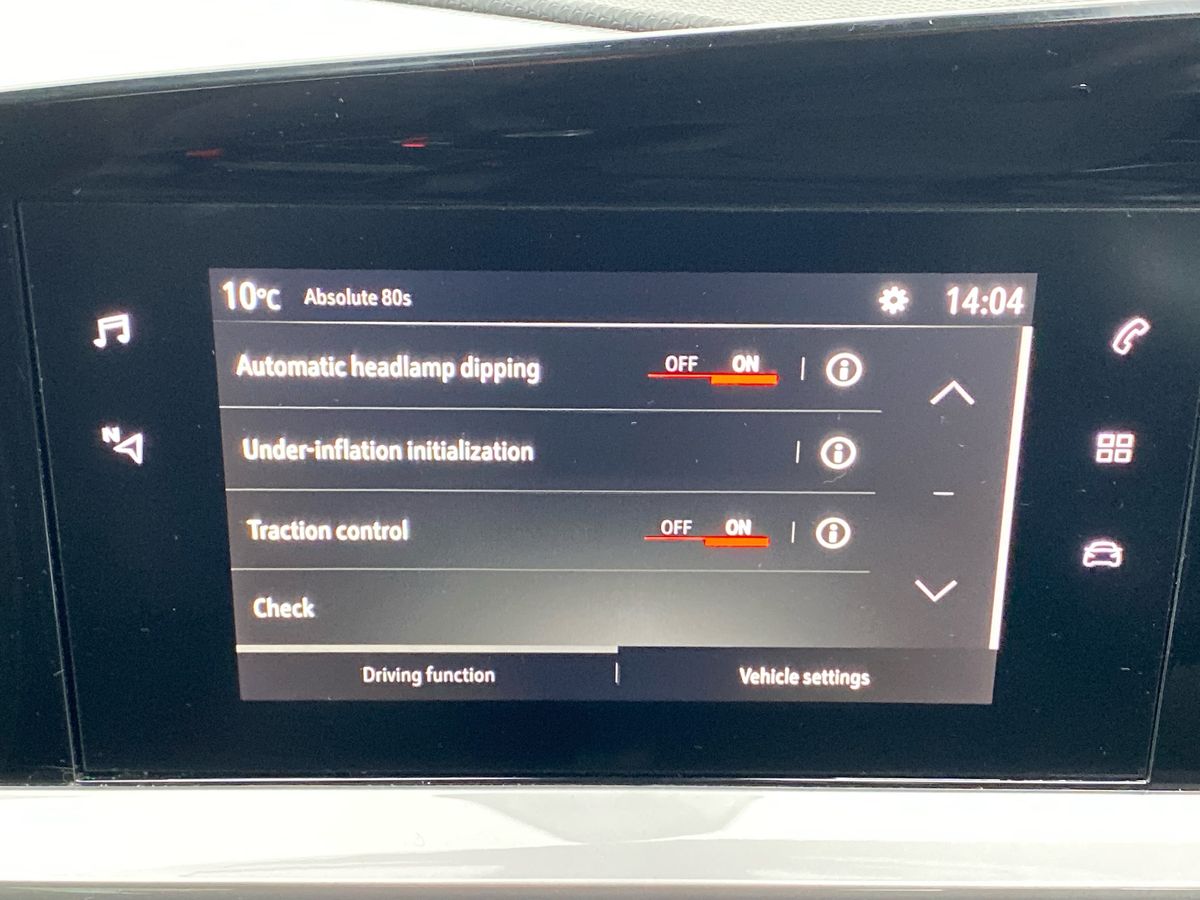 10°C Absolute 80s 14:04
Automatic headlamp dipping OFF ON
N
Under-inflation initialization
Traction control OFF ON
Check
Driving function Vehicle settings